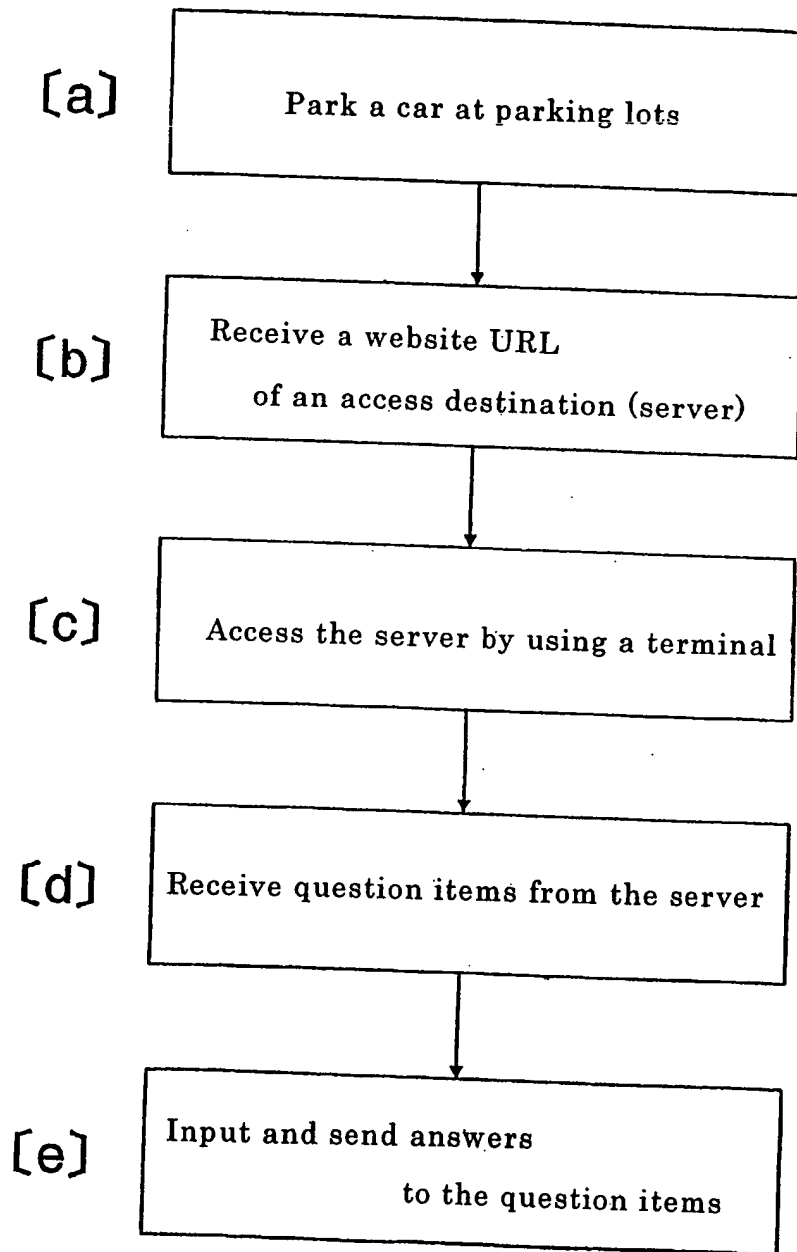 〔a〕
Park a car at parking lots
〔b〕
Receive a website URL
of an access destination (server)
〔c〕
Access the server by using a terminal
〔d〕
Receive question items from the server
〔e〕
Input and send answers
to the question items